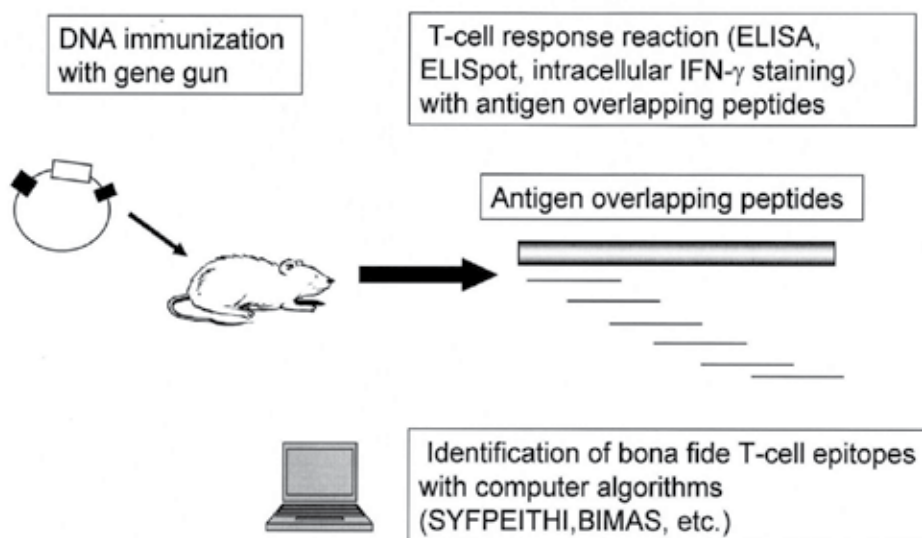 DNA immunization
with gene gun
T-cell response reaction (ELISA,
ELISpot, intracellular IFN-γ staining)
with antigen overlapping peptides
Antigen overlapping peptides
Identification of bona fide T-cell epitopes
with computer algorithms
(SYFPEITHI,BIMAS, etc.)